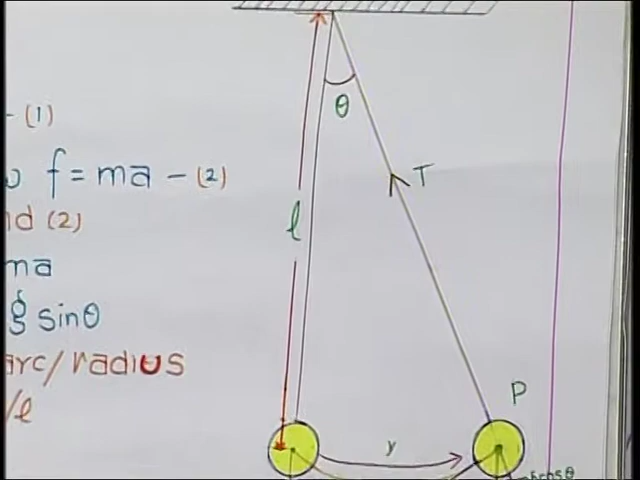 - (1)
f = ma - (2)
nd (2)
ma
g sinθ
arc/radius
/l
θ
T
l
P
y